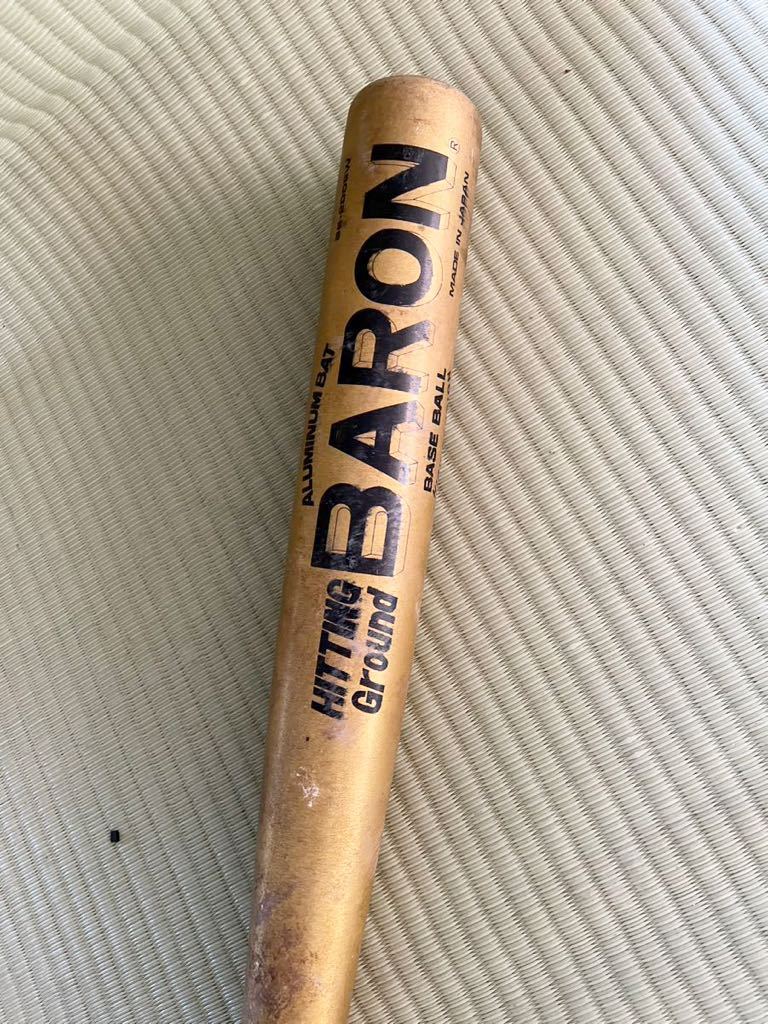 ALUMINUM BAT
HITTING
Ground
BARON
®
BASE BALL
MADE IN JAPAN